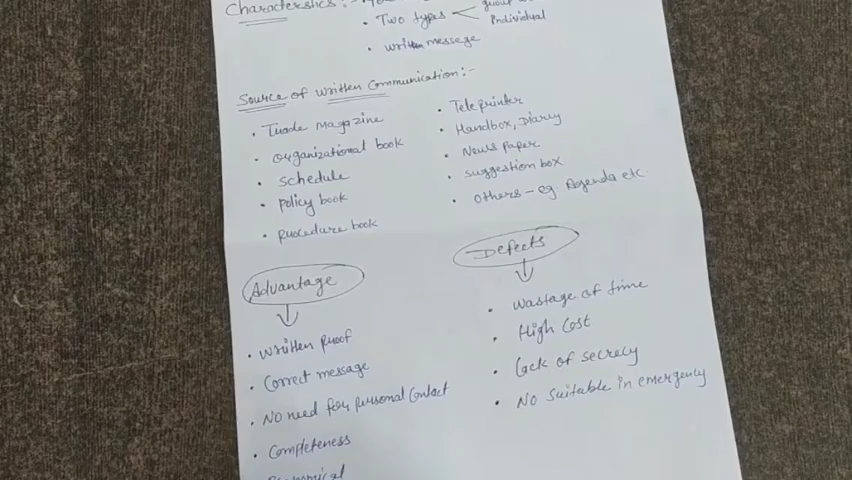 Characteristics:-
group
• Two types
Individual
• written messege
Source of written Communication:-
• Trade Magazine
• organizational book
• schedule
• policy book
• procedure book
• Teleprinter
• Handbox, Diary
• News paper
• suggestion box
• others - eg. Agenda etc.
Advantage
• written proof
• Correct message
• No need for personal Contact
• Completeness
Defects
• wastage of time
• High Cost
• Lack of secrecy
• No suitable in emergency